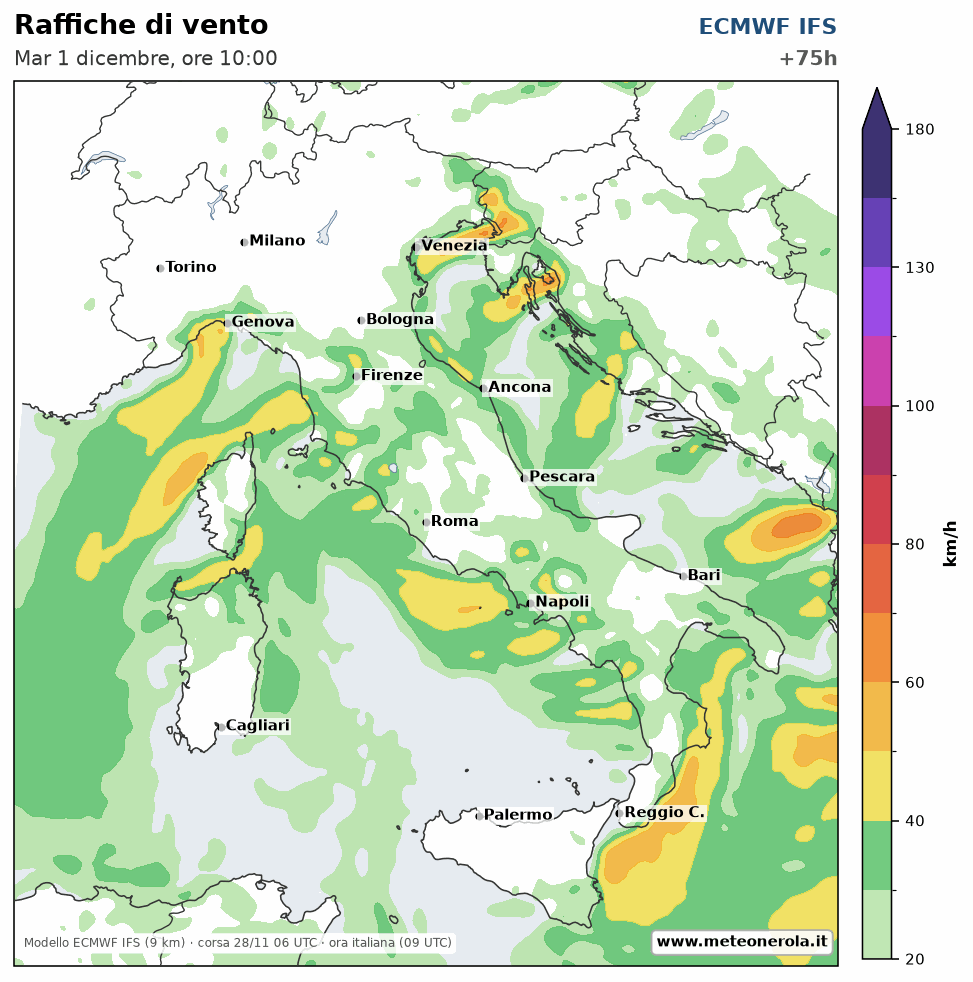 Raffiche di vento
ECMWF IFS
Mar 1 dicembre, ore 10:00
+75h
180
130
100
80
60
40
20
km/h
Milano
Torino
Venezia
Genova
Bologna
Firenze
Ancona
Pescara
Roma
Bari
Napoli
Cagliari
Palermo
Reggio C.
Modello ECMWF IFS (9 km) · corsa 28/11 06 UTC · ora italiana (09 UTC)
www.meteonerola.it